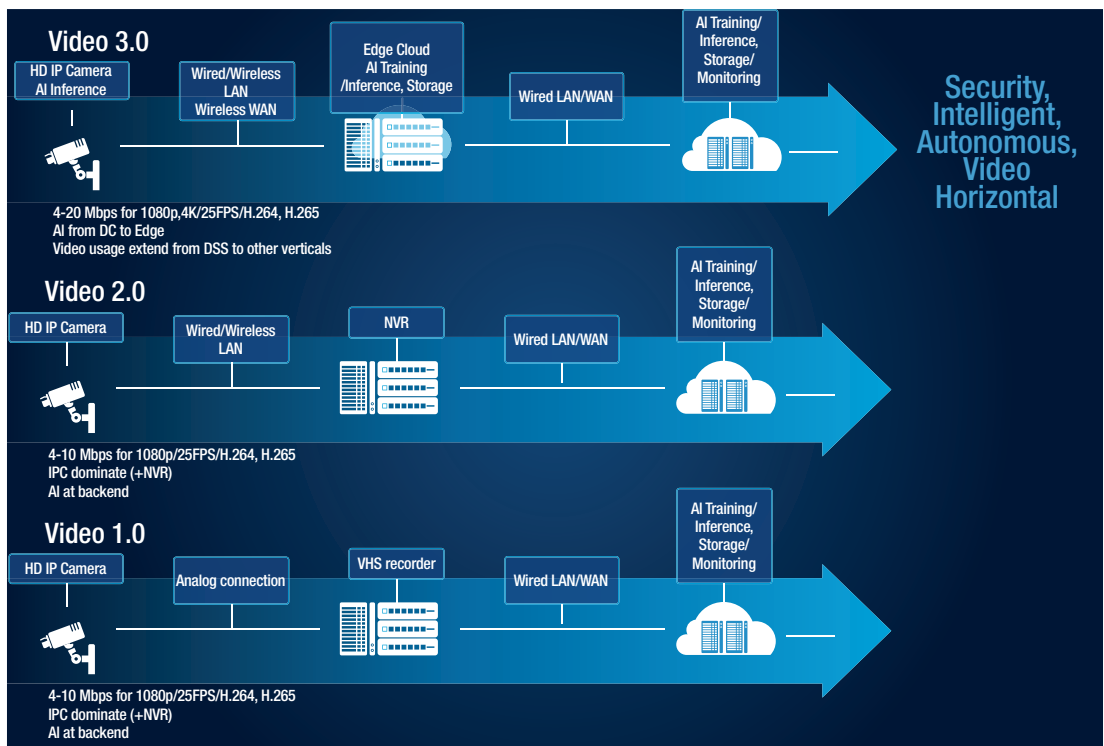 Video 3.0
HD IP Camera
AI Inference
Wired/Wireless
LAN
Wireless WAN
Edge Cloud
AI Training
/Inference, Storage
Wired LAN/WAN
AI Training/
Inference,
Storage/
Monitoring
Security,
Intelligent,
Autonomous,
Video
Horizontal
4-20 Mbps for 1080p,4K/25FPS/H.264, H.265
AI from DC to Edge
Video usage extend from DSS to other verticals
Video 2.0
HD IP Camera
Wired/Wireless
LAN
NVR
Wired LAN/WAN
AI Training/
Inference,
Storage/
Monitoring
4-10 Mbps for 1080p/25FPS/H.264, H.265
IPC dominate (+NVR)
AI at backend
Video 1.0
HD IP Camera
Analog connection
VHS recorder
Wired LAN/WAN
AI Training/
Inference,
Storage/
Monitoring
4-10 Mbps for 1080p/25FPS/H.264, H.265
IPC dominate (+NVR)
AI at backend